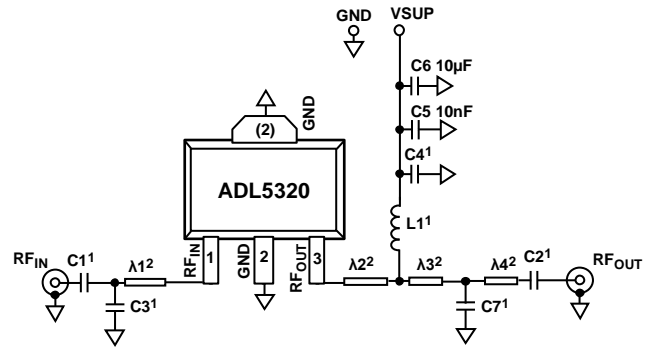 GND
VSUP
C6 10µF
C5 10nF
C4¹
(2)
GND
ADL5320
L1¹
RF_IN
C1¹
λ1²
C3¹
RF_IN
1
GND
2
RF_OUT
3
λ2²
λ3²
λ4²
C2¹
C7¹
RF_OUT